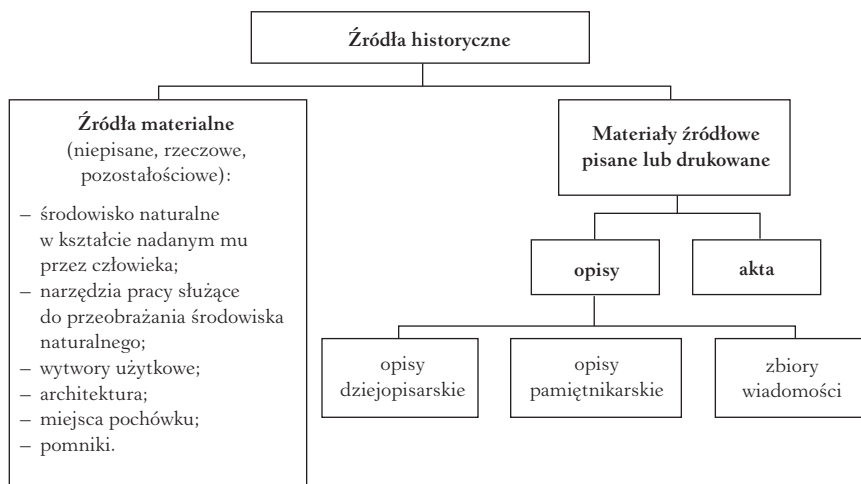 Źródła historyczne
Źródła materialne
(niepisane, rzeczowe,
pozostałościowe):
– środowisko naturalne
w kształcie nadanym mu
przez człowieka;
– narzędzia pracy służące
do przeobrażania środowiska
naturalnego;
– wytwory użytkowe;
– architektura;
– miejsca pochówku;
– pomniki.
Materiały źródłowe
pisane lub drukowane
opisy
akta
opisy
dziejopisarskie
opisy
pamiętnikarskie
zbiory
wiadomości